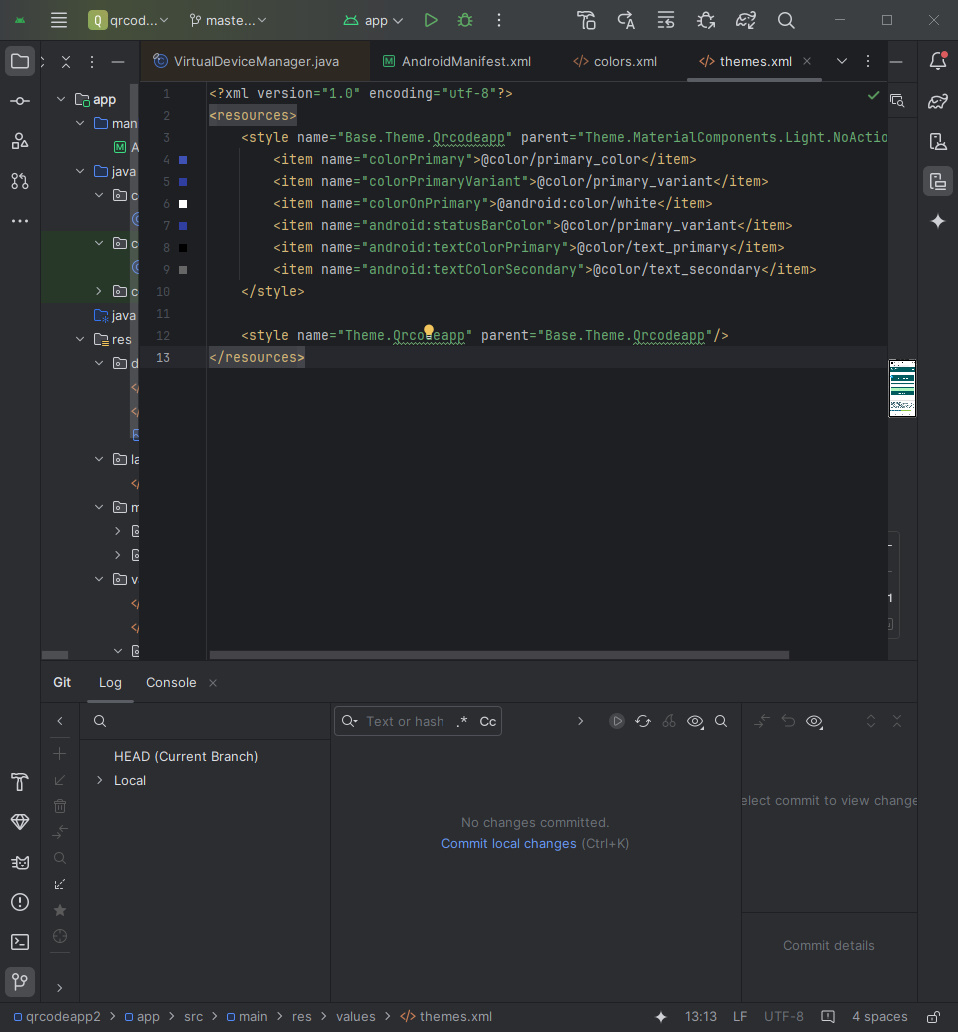 Q qrcod... maste... app
VirtualDeviceManager.java AndroidManifest.xml colors.xml themes.xml
app
man
java
java
res
1 <?xml version="1.0" encoding="utf-8"?>
2 <resources>
3 <style name="Base.Theme.Qrcodeapp" parent="Theme.MaterialComponents.Light.NoActio
4 <item name="colorPrimary">@color/primary_color</item>
5 <item name="colorPrimaryVariant">@color/primary_variant</item>
6 <item name="colorOnPrimary">@android:color/white</item>
7 <item name="android:statusBarColor">@color/primary_variant</item>
8 <item name="android:textColorPrimary">@color/text_primary</item>
9 <item name="android:textColorSecondary">@color/text_secondary</item>
10 </style>
11
12 <style name="Theme.Qrcodeapp" parent="Base.Theme.Qrcodeapp"/>
13 </resources>
Git Log Console
Text or hash .* Cc
HEAD (Current Branch)
Local
No changes committed.
Commit local changes (Ctrl+K)
elect commit to view change
Commit details
qrcodeapp2 > app > src > main > res > values > themes.xml 13:13 LF UTF-8 4 spaces